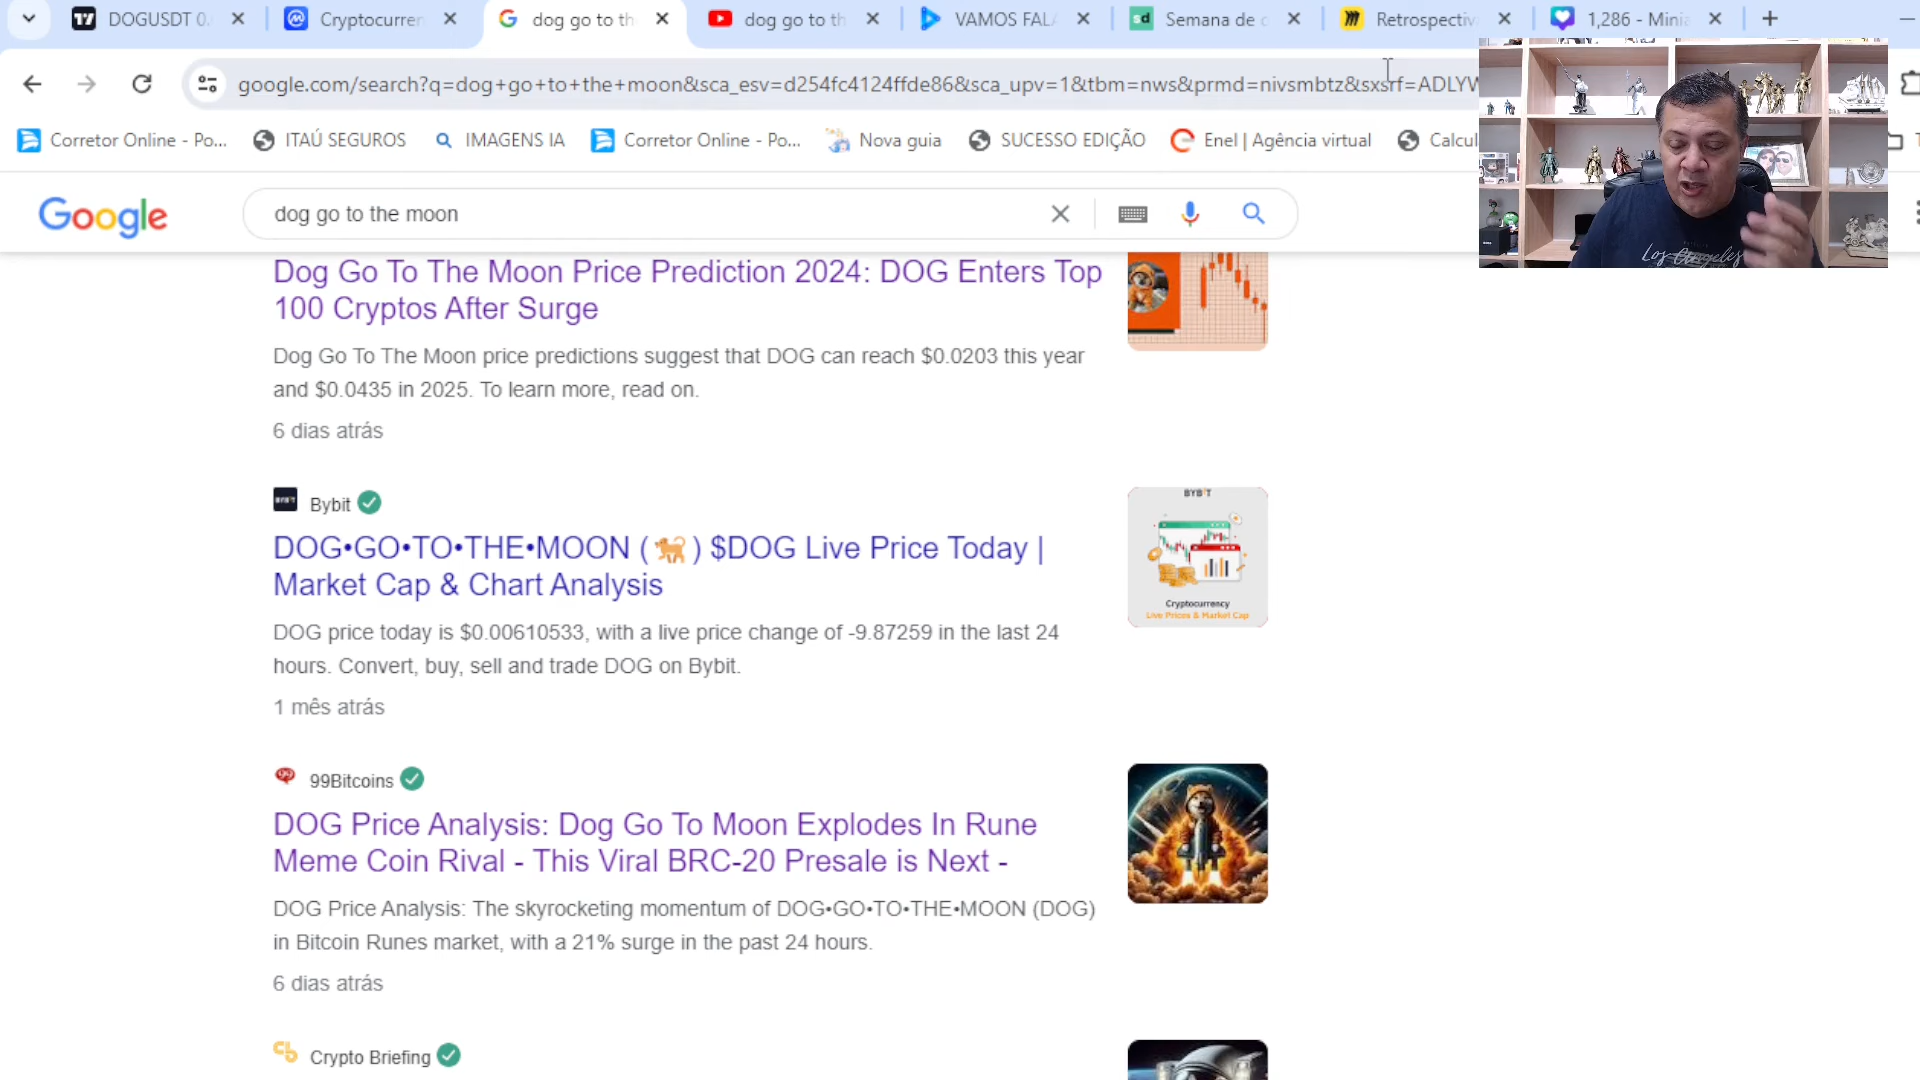 DOGUSDT 0.
Cryptocurren
dog go to th
dog go to th
VAMOS FAL
Semana de
Retrospectiv
1,286 - Mini
google.com/search?q=dog+go+to+the+moon&sca_esv=d254fc4124ffde86&sca_upv=1&tbm=nws&prmd=nivsmbtz&sxsrf=ADLYW
Corretor Online - Po...
ITAÚ SEGUROS
IMAGENS IA
Corretor Online - Po...
Nova guia
SUCESSO EDIÇÃO
Enel | Agência virtual
Calcul
Los Angeles
Google
dog go to the moon
Dog Go To The Moon Price Prediction 2024: DOG Enters Top
100 Cryptos After Surge
Dog Go To The Moon price predictions suggest that DOG can reach $0.0203 this year
and $0.0435 in 2025. To learn more, read on.
6 dias atrás
Bybit
DOG•GO•TO•THE•MOON (🐕) $DOG Live Price Today |
Market Cap & Chart Analysis
DOG price today is $0.00610533, with a live price change of -9.87259 in the last 24
hours. Convert, buy, sell and trade DOG on Bybit.
1 mês atrás
BYBIT
Cryptocurrency
Live Prices & Market Cap
99Bitcoins
DOG Price Analysis: Dog Go To Moon Explodes In Rune
Meme Coin Rival - This Viral BRC-20 Presale is Next -
DOG Price Analysis: The skyrocketing momentum of DOG•GO•TO•THE•MOON (DOG)
in Bitcoin Runes market, with a 21% surge in the past 24 hours.
6 dias atrás
Crypto Briefing